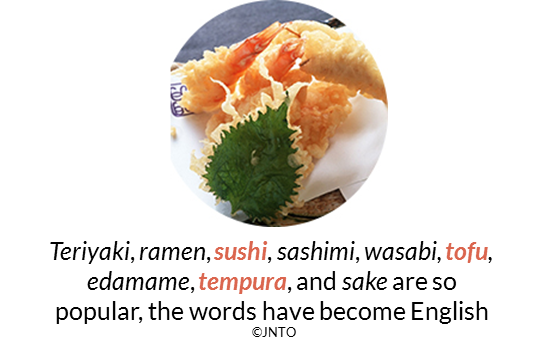 Teriyaki, ramen, sushi, sashimi, wasabi, tofu,
edamame, tempura, and sake are so
popular, the words have become English
©JNTO